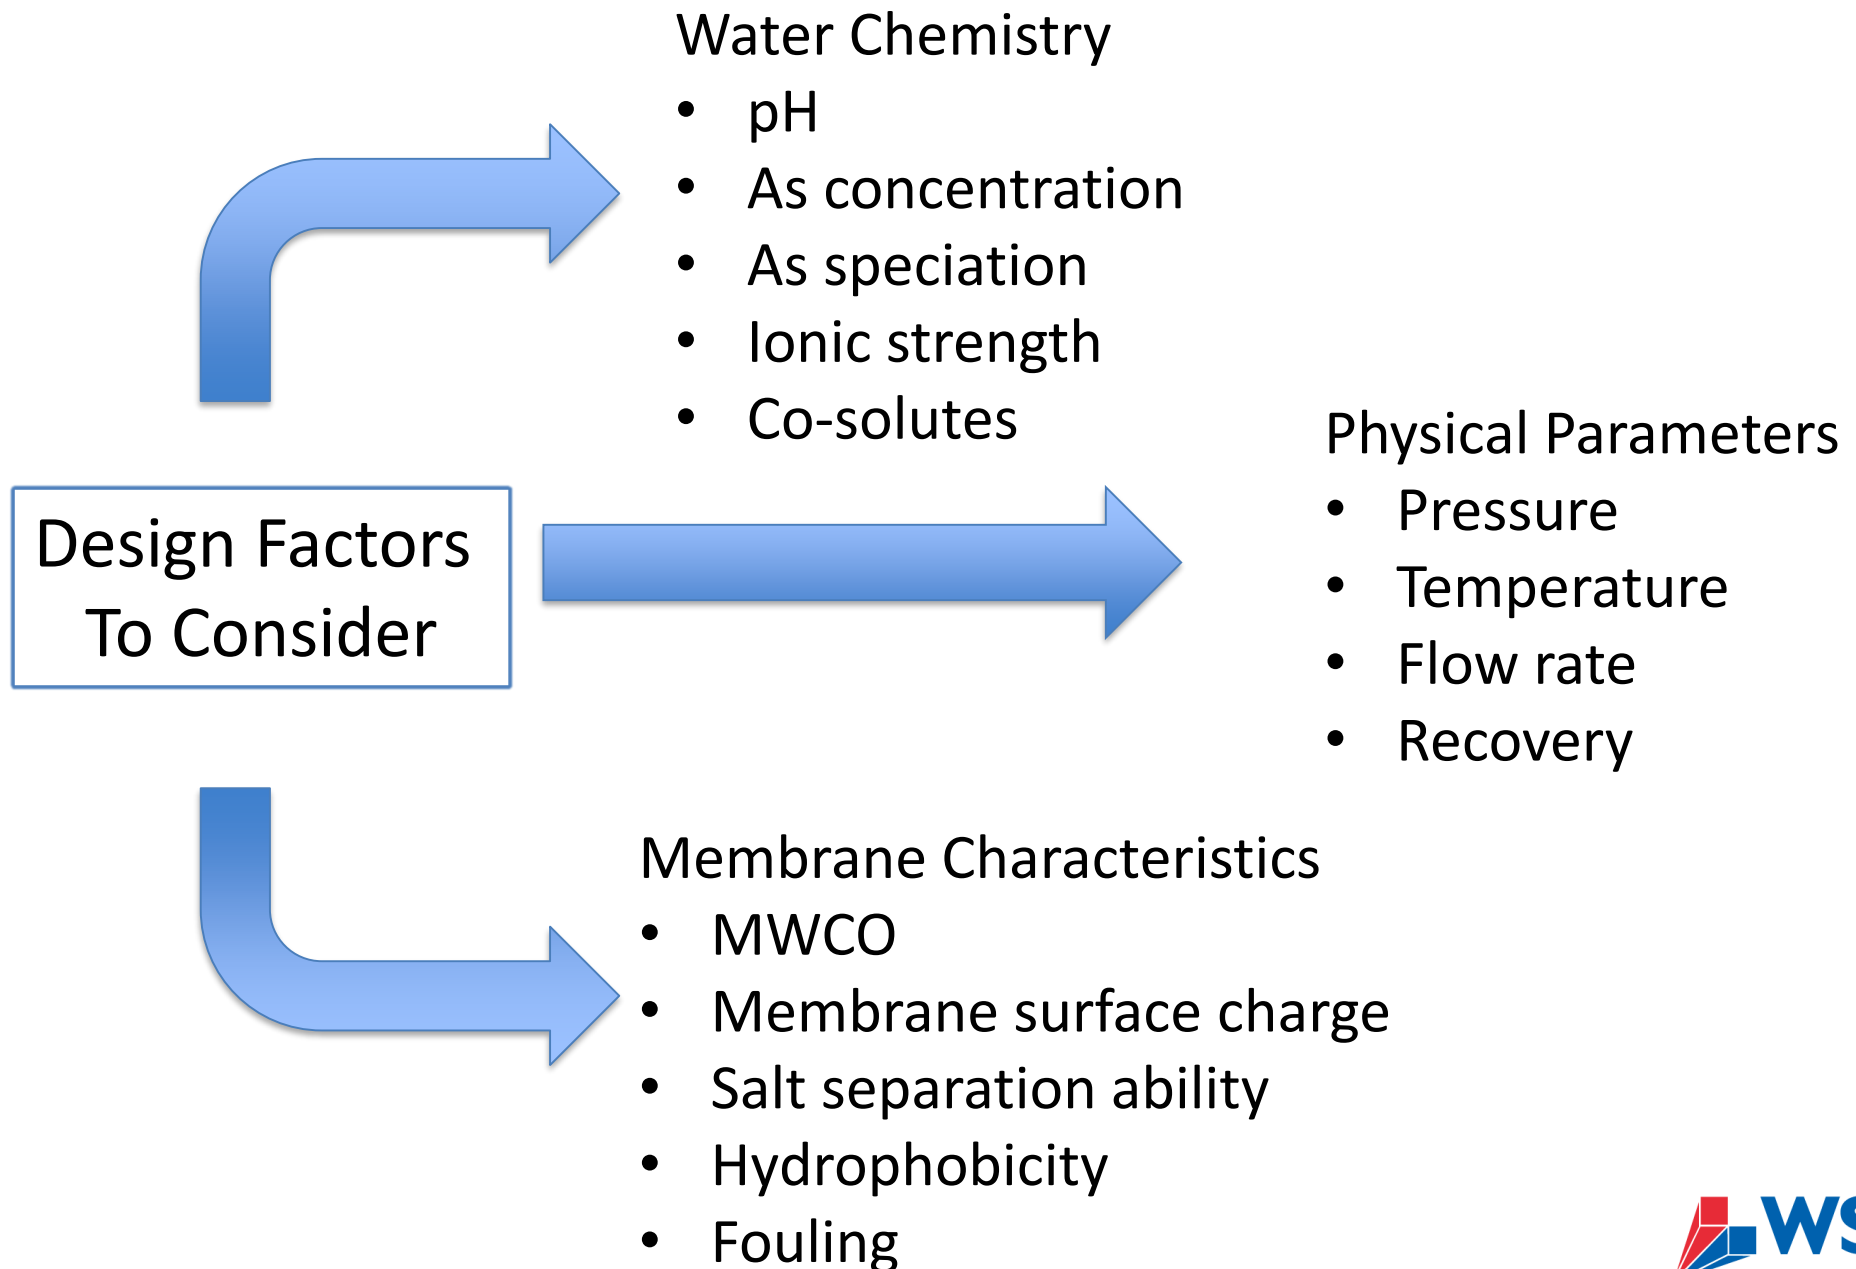 Water Chemistry
• pH
• As concentration
• As speciation
• Ionic strength
• Co-solutes
Design Factors
To Consider
Physical Parameters
• Pressure
• Temperature
• Flow rate
• Recovery
Membrane Characteristics
• MWCO
• Membrane surface charge
• Salt separation ability
• Hydrophobicity
• Fouling